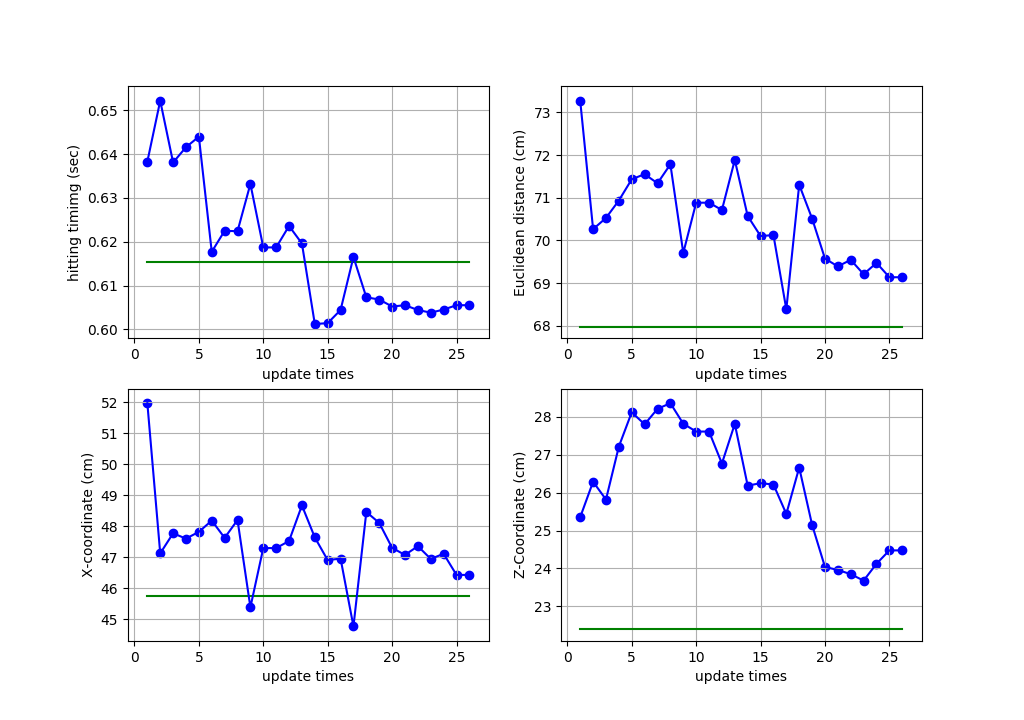 0.65
0.64
0.63
0.62
0.61
0.60
hitting timimg (sec)
0 5 10 15 20 25
update times
73
72
71
70
69
68
Euclidean distance (cm)
0 5 10 15 20 25
update times
52
51
50
49
48
47
46
45
X-coordinate (cm)
0 5 10 15 20 25
update times
28
27
26
25
24
23
Z-Coordinate (cm)
0 5 10 15 20 25
update times